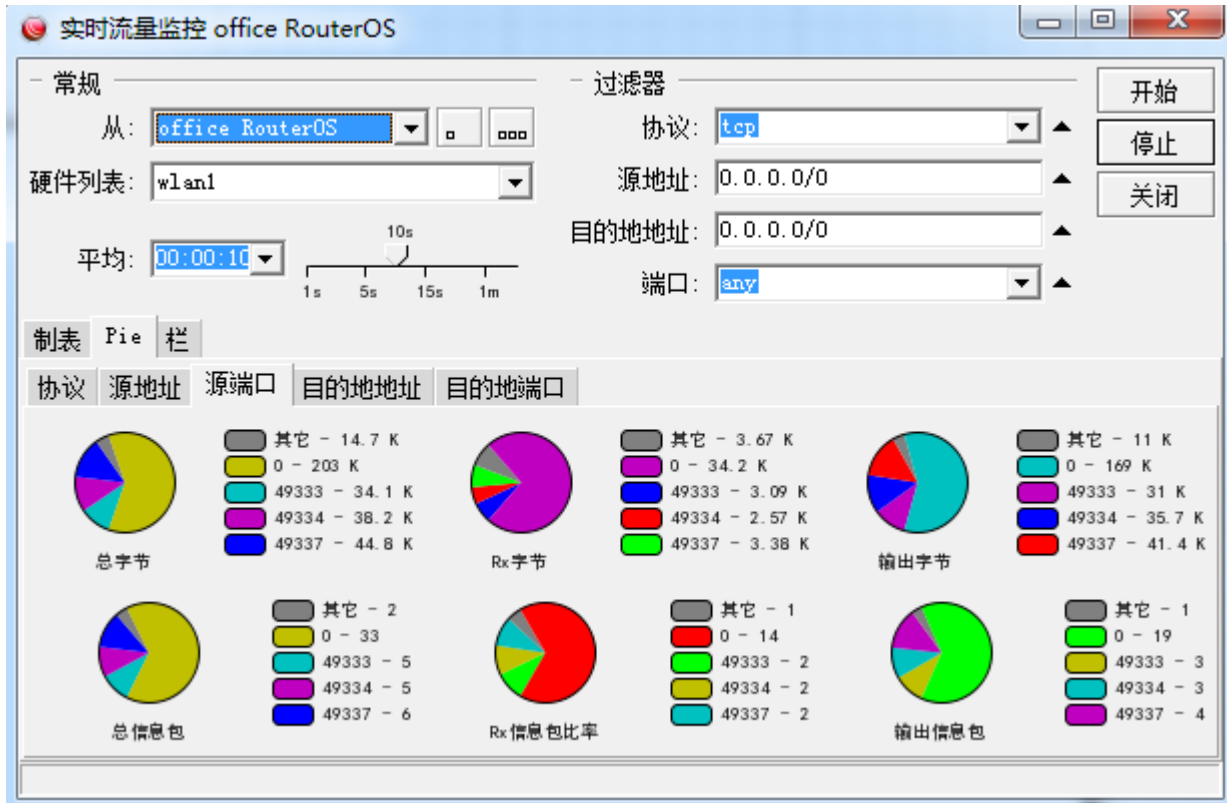 实时流量监控 office RouterOS
常规
从: office RouterOS
硬件列表: wlan1
平均: 00:00:10
10s
1s 5s 15s 1m
过滤器
协议: tcp
源地址: 0.0.0.0/0
目的地地址: 0.0.0.0/0
端口: any
开始
停止
关闭
制表 Pie 栏
协议 源地址 源端口 目的地地址 目的地端口
其它 - 14.7 K
0 - 203 K
49333 - 34.1 K
49334 - 38.2 K
49337 - 44.8 K
总字节
其它 - 3.67 K
0 - 34.2 K
49333 - 3.09 K
49334 - 2.57 K
49337 - 3.38 K
Rx字节
其它 - 11 K
0 - 169 K
49333 - 31 K
49334 - 35.7 K
49337 - 41.4 K
输出字节
其它 - 2
0 - 33
49333 - 5
49334 - 5
49337 - 6
总信息包
其它 - 1
0 - 14
49333 - 2
49334 - 2
49337 - 2
Rx信息包比率
其它 - 1
0 - 19
49333 - 3
49334 - 3
49337 - 4
输出信息包